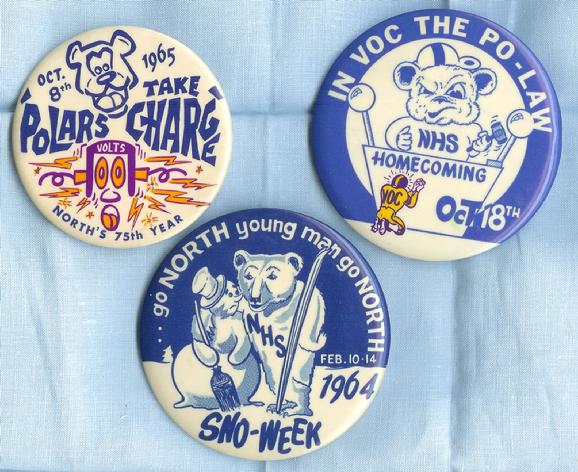 OCT.
8th
1965
'POLARS
TAKE
CHARGE'
VOLTS
NORTH'S 75th YEAR
IN VOC THE PO-LAW
NHS
HOMECOMING
VOC
OCT 18TH
... go NORTH young man go NORTH
NHS
FEB. 10-14
1964
SNO-WEEK